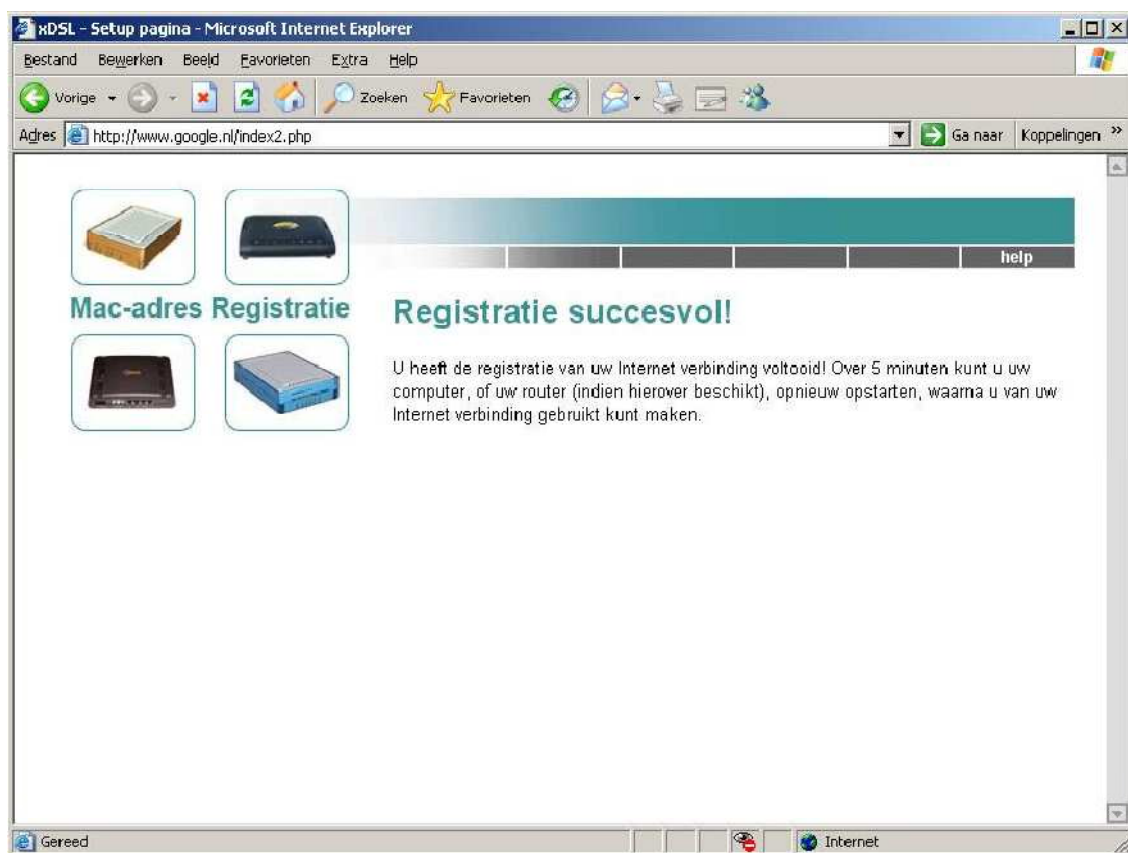 xDSL - Setup pagina - Microsoft Internet Explorer
Bestand Bewerken Beeld Favorieten Extra Help
Vorige Zoeken Favorieten
Adres http://www.google.nl/index2.php Ga naar Koppelingen »
help
Mac-adres Registratie
Registratie succesvol!
U heeft de registratie van uw Internet verbinding voltooid! Over 5 minuten kunt u uw
computer, of uw router (indien hierover beschikt), opnieuw opstarten, waarna u van uw
Internet verbinding gebruikt kunt maken.
Gereed Internet